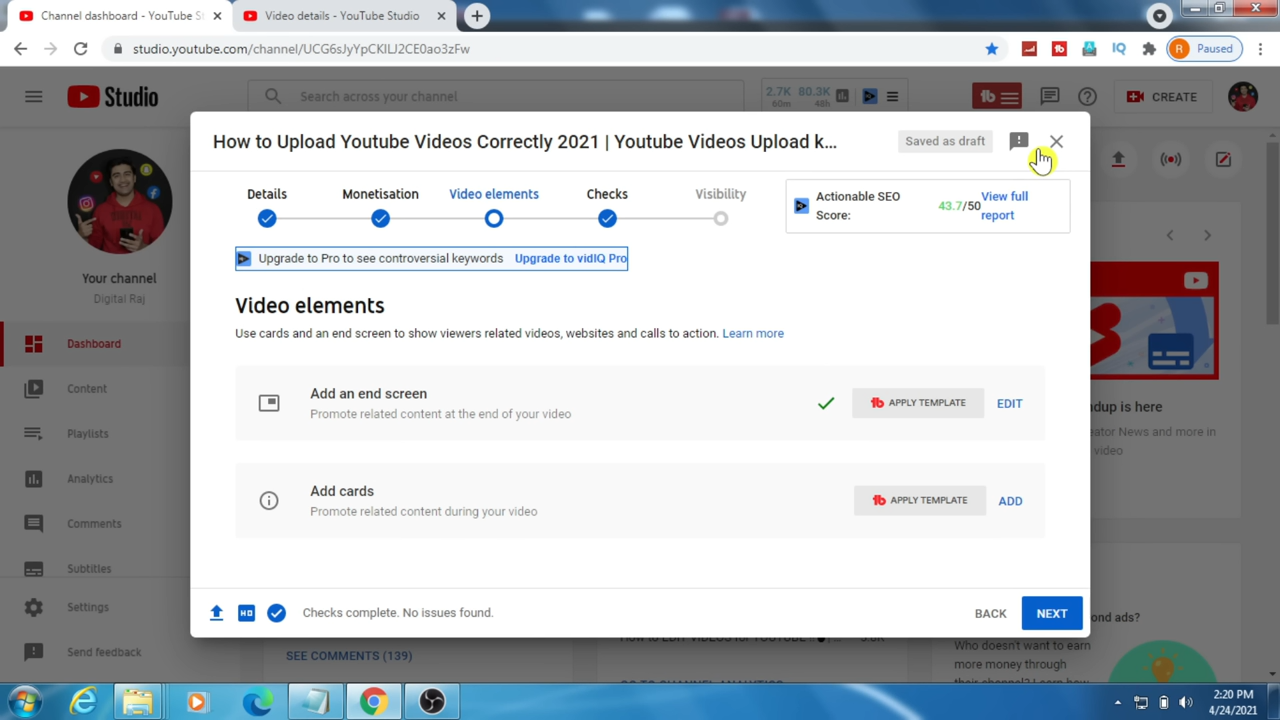 Channel dashboard - YouTube S
Video details - YouTube Studio
studio.youtube.com/channel/UCG6sJyYpCKILJ2CE0ao3zFw
IQ
R Paused
Studio
Search across your channel
2.7K 80.3K
60m 48h
tb
CREATE
How to Upload Youtube Videos Correctly 2021 | Youtube Videos Upload k...
Saved as draft
Details
Monetisation
Video elements
Checks
Visibility
Actionable SEO
Score:
43.7/50
View full
report
Upgrade to Pro to see controversial keywords Upgrade to vidIQ Pro
Your channel
Digital Raj
Video elements
Use cards and an end screen to show viewers related videos, websites and calls to action. Learn more
Dashboard
Content
Playlists
Analytics
Comments
Subtitles
Settings
Send feedback
Add an end screen
Promote related content at the end of your video
tb APPLY TEMPLATE
EDIT
Add cards
Promote related content during your video
tb APPLY TEMPLATE
ADD
ndup is here
eator News and more in
video
HD
Checks complete. No issues found.
BACK
NEXT
ond ads?
Who doesn't want to earn
more money through
SEE COMMENTS (139)
2:20 PM
4/24/2021